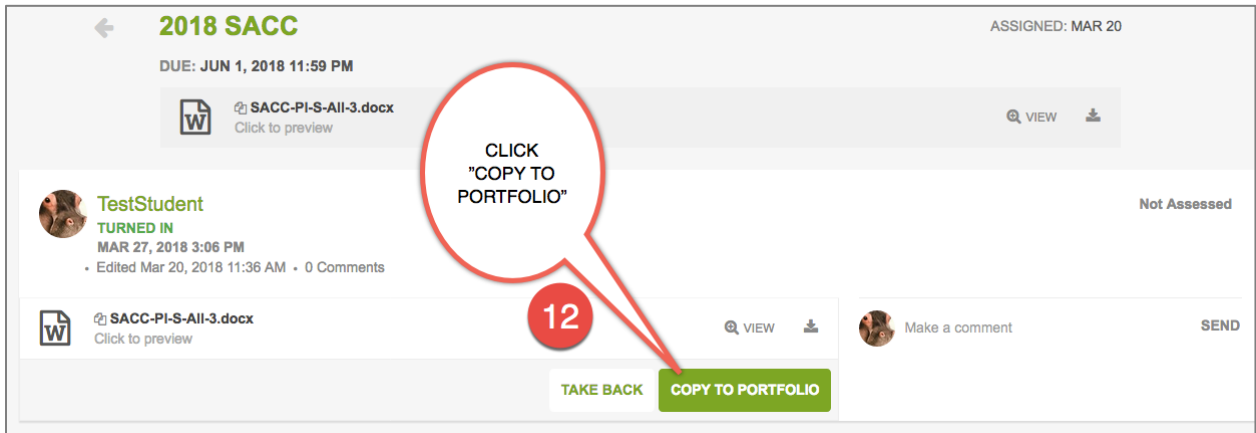 2018 SACC
ASSIGNED: MAR 20
DUE: JUN 1, 2018 11:59 PM
SACC-PI-S-All-3.docx
Click to preview
VIEW
CLICK
”COPY TO
PORTFOLIO”
TestStudent
Not Assessed
TURNED IN
MAR 27, 2018 3:06 PM
• Edited Mar 20, 2018 11:36 AM • 0 Comments
12
SACC-PI-S-All-3.docx
Click to preview
VIEW
Make a comment
SEND
TAKE BACK
COPY TO PORTFOLIO